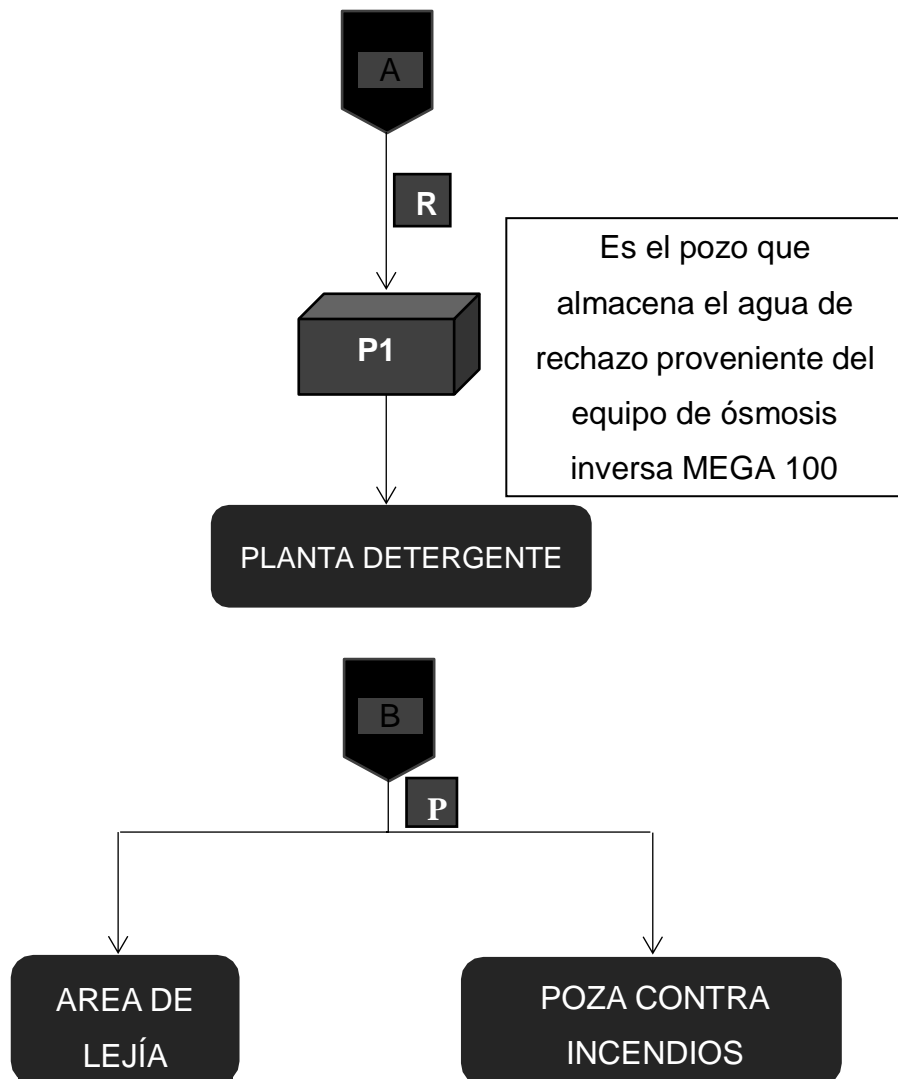 A
R
P1
Es el pozo que
almacena el agua de
rechazo proveniente del
equipo de ósmosis
inversa MEGA 100
PLANTA DETERGENTE
B
P
AREA DE
LEJÍA
POZA CONTRA
INCENDIOS